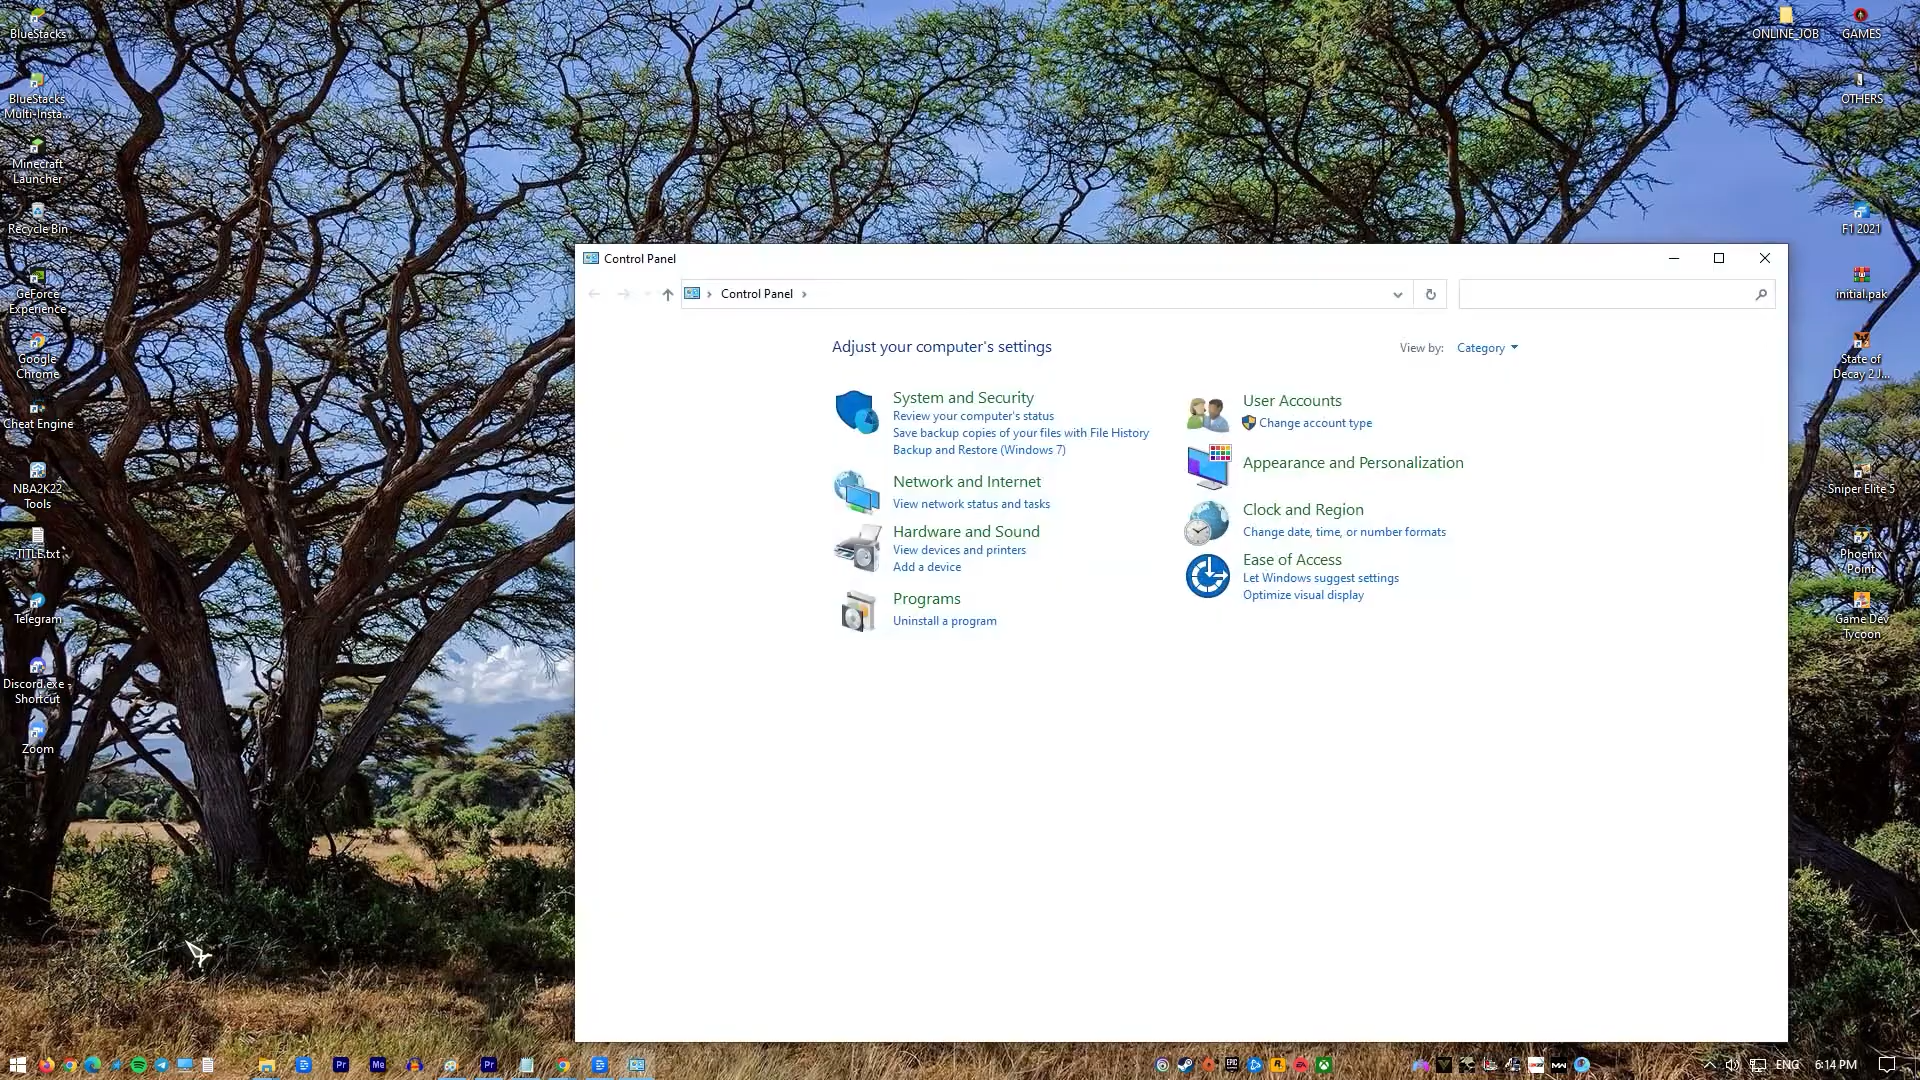 BlueStacks
BlueStacks
Multi-Insta...
Minecraft
Launcher
Recycle Bin
GeForce
Experience
Google
Chrome
Cheat Engine
NBA2K22
Tools
TITLE.txt
Telegram
Discord.exe -
Shortcut
Zoom
ONLINE_JOB
GAMES
OTHERS
F1 2021
initial.pak
State of
Decay 2 J...
Sniper Elite 5
Phoenix
Point
Game Dev
Tycoon
Control Panel
Control Panel
Adjust your computer's settings
View by: Category
System and Security
Review your computer's status
Save backup copies of your files with File History
Backup and Restore (Windows 7)
Network and Internet
View network status and tasks
Hardware and Sound
View devices and printers
Add a device
Programs
Uninstall a program
User Accounts
Change account type
Appearance and Personalization
Clock and Region
Change date, time, or number formats
Ease of Access
Let Windows suggest settings
Optimize visual display
Pr
Me
Pr
EPIC
MW
ENG
6:14 PM